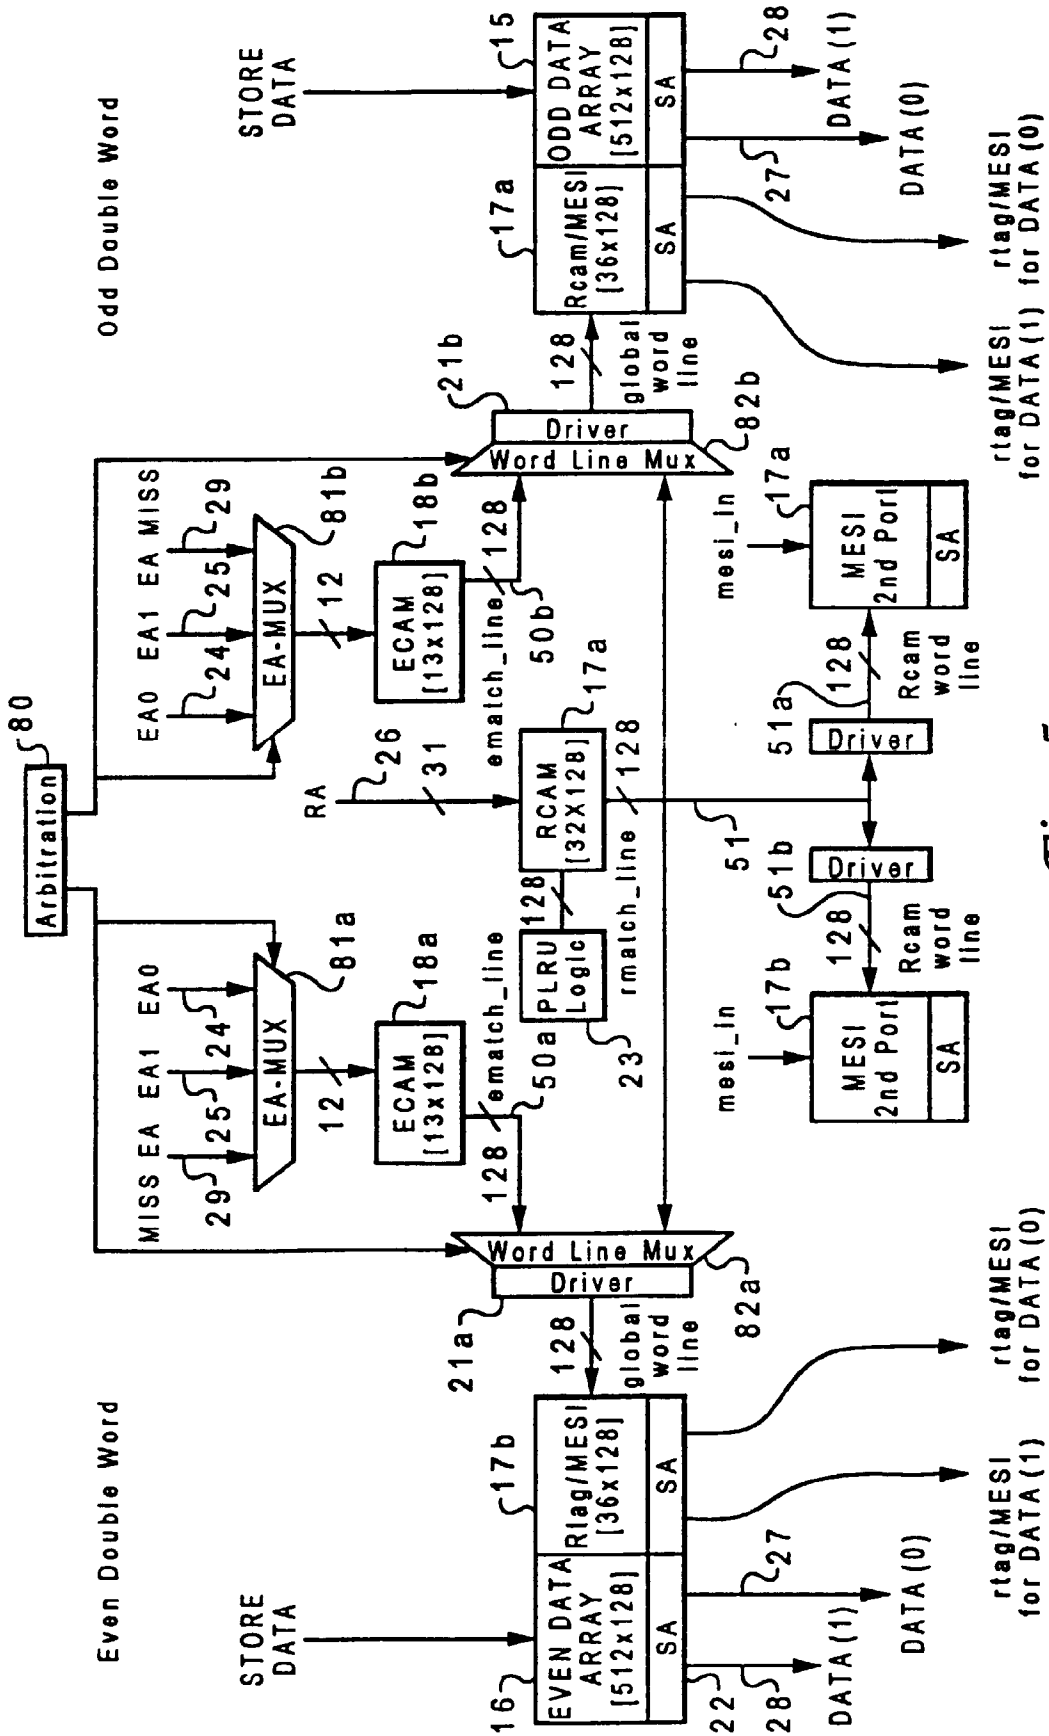 Even Double Word
Arbitration
80
Odd Double Word
STORE
DATA
MISS EA
EA1
EA0
29
25
24
EA-MUX
81a
12
ECAM
[13x128]
18a
ematch_line
128
50a
EA0
EA1
EA MISS
24
25
29
EA-MUX
81b
12
ECAM
[13x128]
18b
ematch_line
128
50b
STORE
DATA
RA
26
31
RCAM
[32X128]
17a
128
PLRU
Logic
23
rmatch_line
128
51
Word Line Mux
Driver
21a
82a
128
global
word
line
Word Line Mux
Driver
21b
82b
128
global
word
line
16
EVEN DATA
ARRAY
[512x128]
SA
22
17b
Rtag/MESI
[36x128]
SA
28
27
DATA(1)
DATA(0)
rtag/MESI
for DATA(1)
rtag/MESI
for DATA(0)
17a
Rcam/MESI
[36x128]
SA
15
ODD DATA
ARRAY
[512x128]
SA
27
28
DATA(1)
DATA(0)
rtag/MESI
for DATA(1)
rtag/MESI
for DATA(0)
mesi_in
17b
MESI
2nd Port
SA
128
Rcam
word
line
51b
Driver
51a
Driver
128
Rcam
word
line
mesi_in
17a
MESI
2nd Port
SA